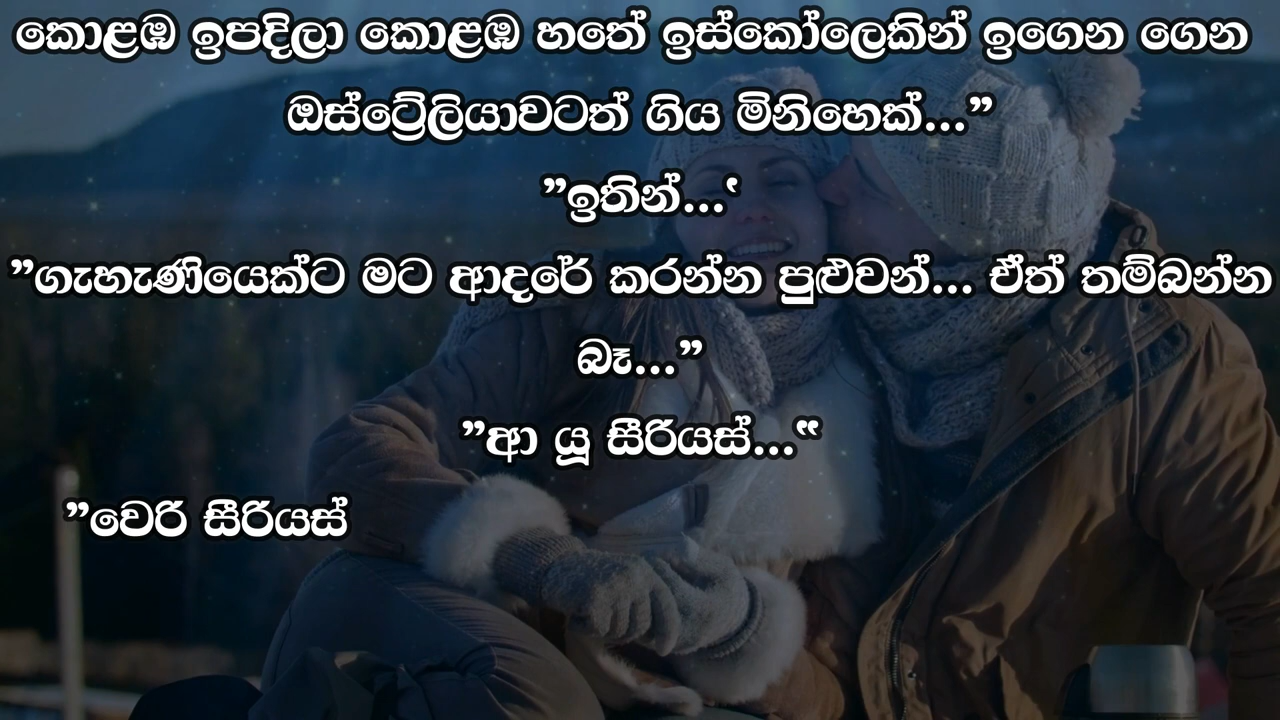 කොළඹ ඉපදිලා කොළඹ හතේ ඉස්කෝලෙකින් ඉගෙන ගෙන
ඔස්ට්‍රේලියාවටත් ගිය මිනිහෙක්...”
”ඉතින්...‛
”ගැහැණියෙක්ට මට ආදරේ කරන්න පුළුවන්... ඒත් තම්බන්න
බෑ...”
”ආ යූ සීරියස්...‟
”වෙරි සීරියස්